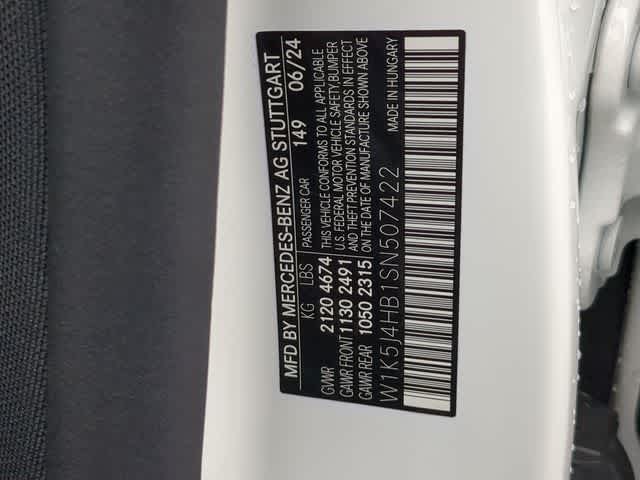 MFD BY MERCEDES-BENZ AG STUTTGART
149 06/24
KG LBS PASSENGER CAR
GVWR 2120 4674 THIS VEHICLE CONFORMS TO ALL APPLICABLE
GAWR FRONT 1130 2491 U.S. FEDERAL MOTOR VEHICLE SAFETY, BUMPER
AND THEFT PREVENTION STANDARDS IN EFFECT
GAWR REAR 1050 2315 ON THE DATE OF MANUFACTURE SHOWN ABOVE
W1K5J4HB1SN507422 MADE IN HUNGARY